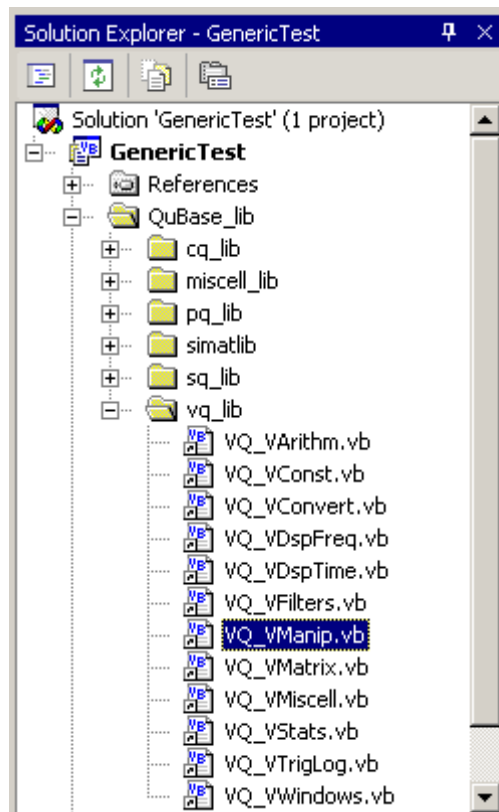 Solution Explorer - GenericTest
Solution 'GenericTest' (1 project)
GenericTest
References
QuBase_lib
cq_lib
miscell_lib
pq_lib
simatlib
sq_lib
vq_lib
VQ_VArithm.vb
VQ_VConst.vb
VQ_VConvert.vb
VQ_VDspFreq.vb
VQ_VDspTime.vb
VQ_VFilters.vb
VQ_VManip.vb
VQ_VMatrix.vb
VQ_VMiscell.vb
VQ_VStats.vb
VQ_VTrigLog.vb
VQ_VWindows.vb